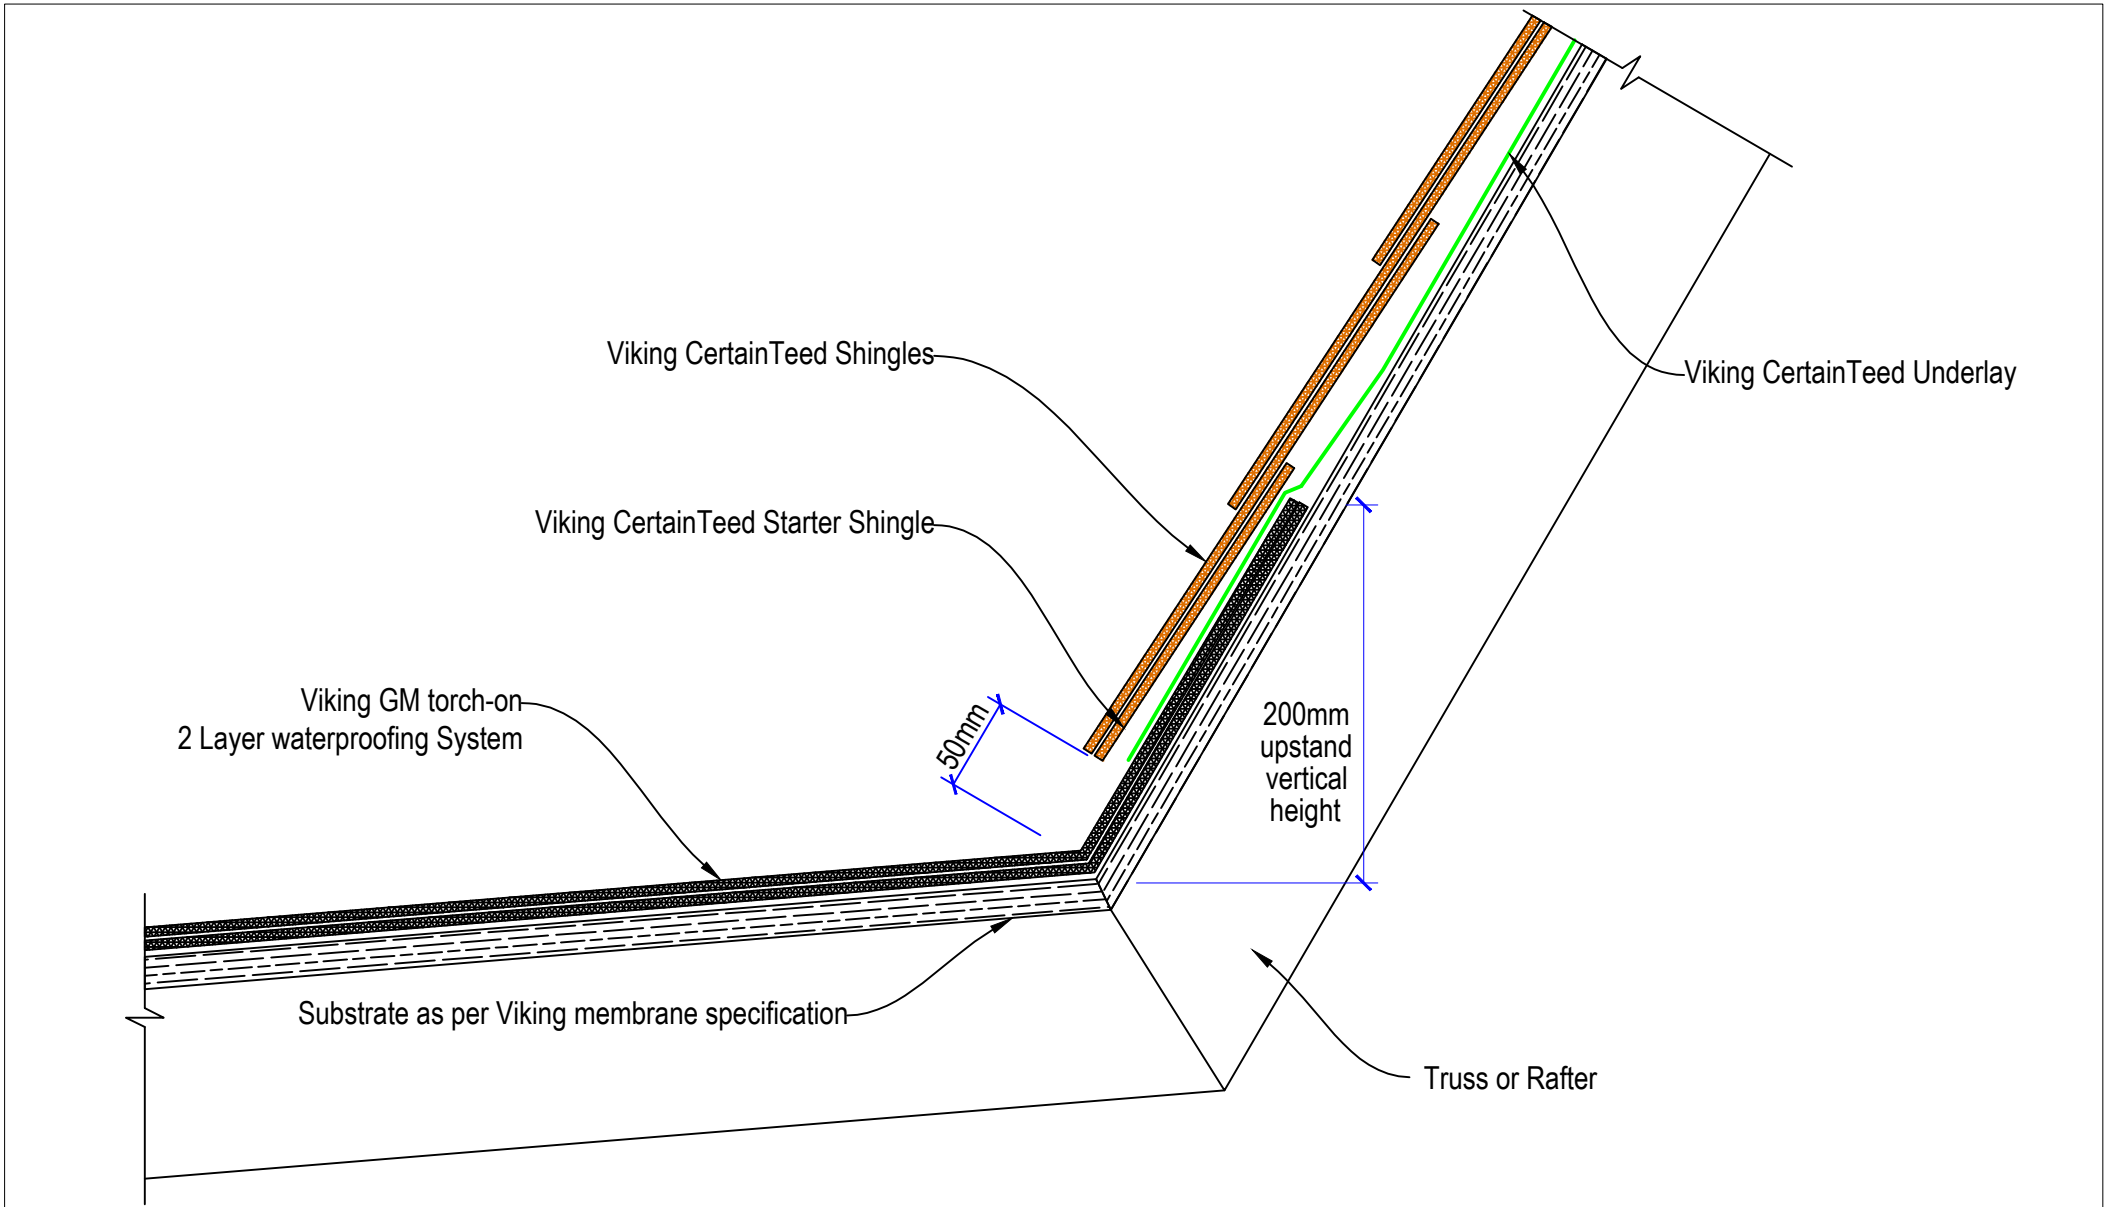 Viking CertainTeed Shingles
Viking CertainTeed Underlay
Viking CertainTeed Starter Shingle
Viking GM torch-on
2 Layer waterproofing System
50mm
200mm
upstand
vertical
height
Substrate as per Viking membrane specification
Truss or Rafter